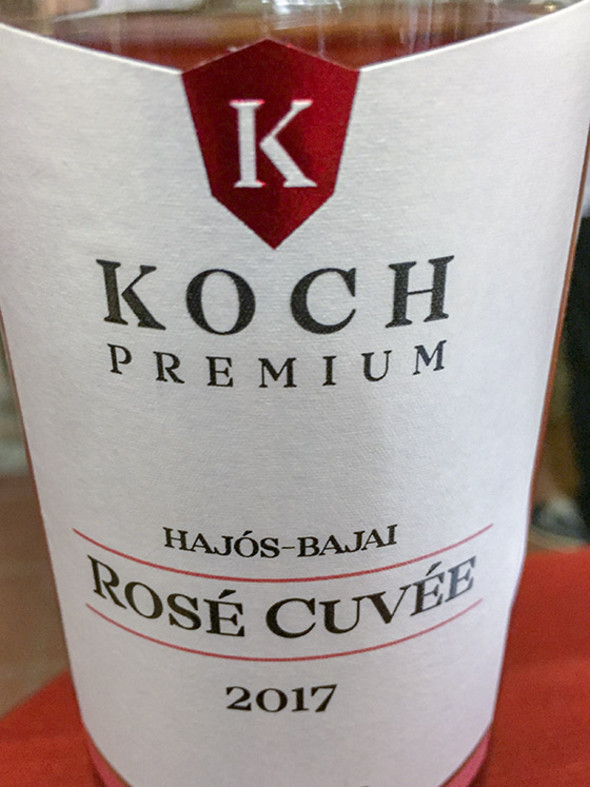 K
KOCH
PREMIUM
HAJÓS-BAJAI
ROSÉ CUVÉE
2017